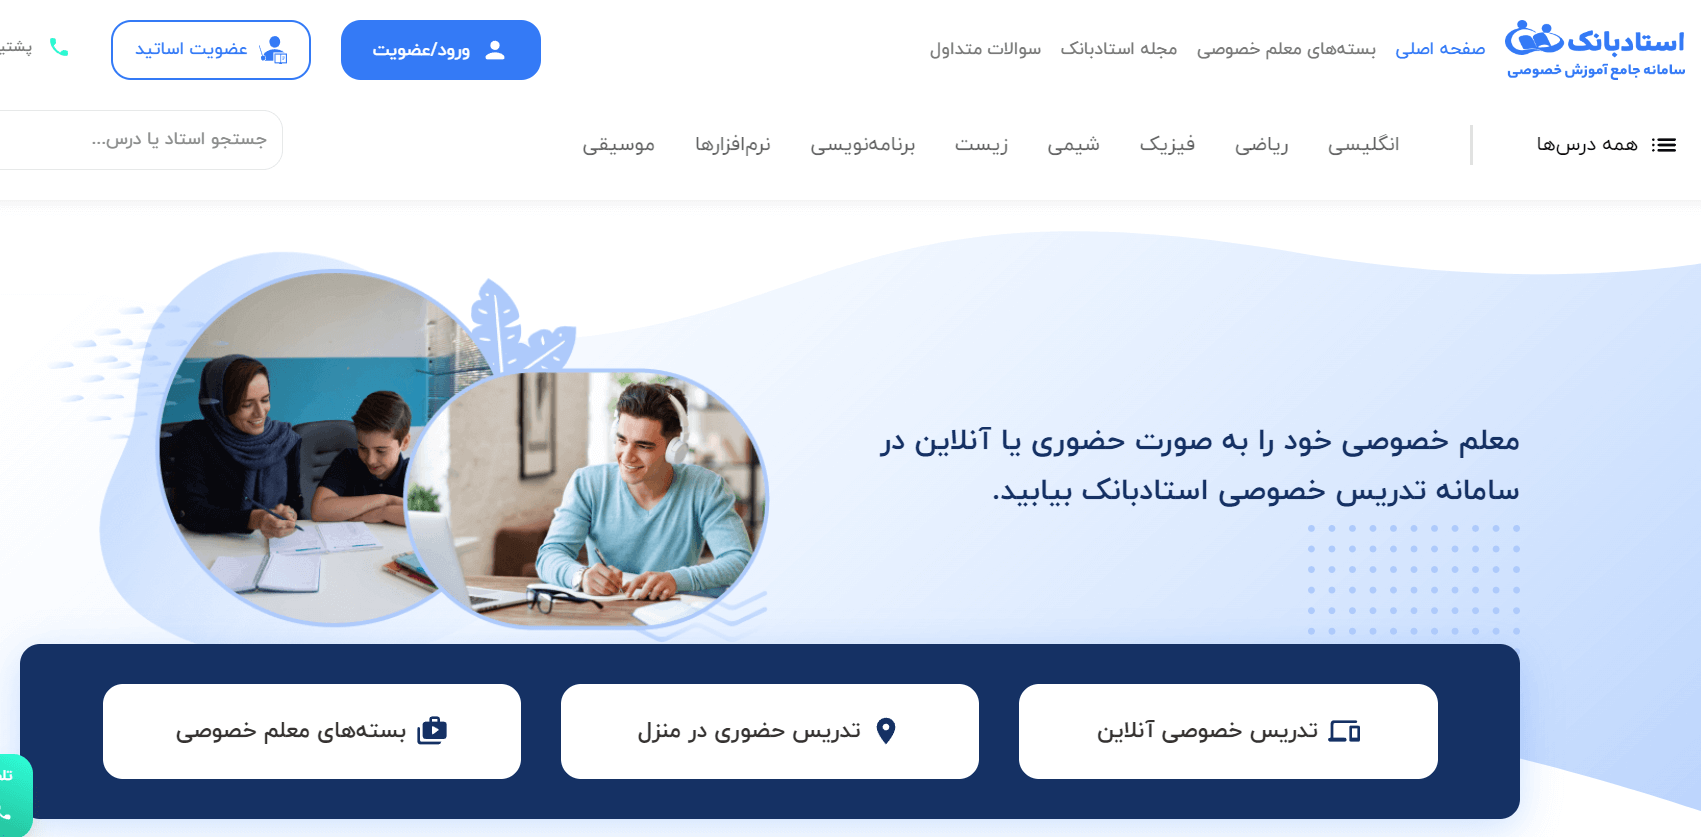 استادبانک
سامانه جامع آموزش خصوصی
صفحه اصلی
بسته‌های معلم خصوصی
مجله استادبانک
سوالات متداول
ورود/عضویت
عضویت اساتید
همه درس‌ها
انگلیسی
ریاضی
فیزیک
شیمی
زیست
برنامه‌نویسی
نرم‌افزارها
موسیقی
جستجو استاد یا درس...
معلم خصوصی خود را به صورت حضوری یا آنلاین در
سامانه تدریس خصوصی استادبانک بیابید.
تدریس خصوصی آنلاین
تدریس حضوری در منزل
بسته‌های معلم خصوصی